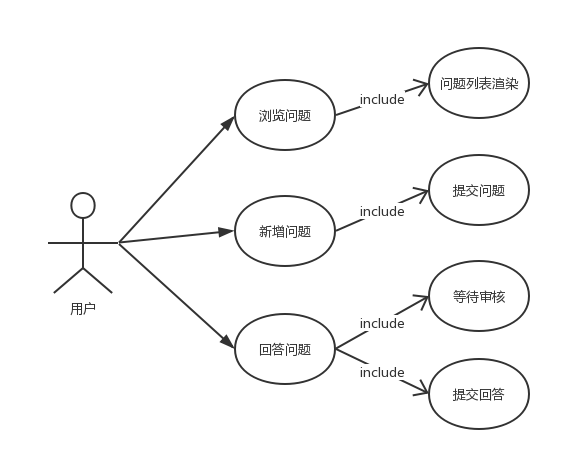 问题列表渲染
include
浏览问题
提交问题
include
新增问题
等待审核
用户
include
回答问题
include
提交回答